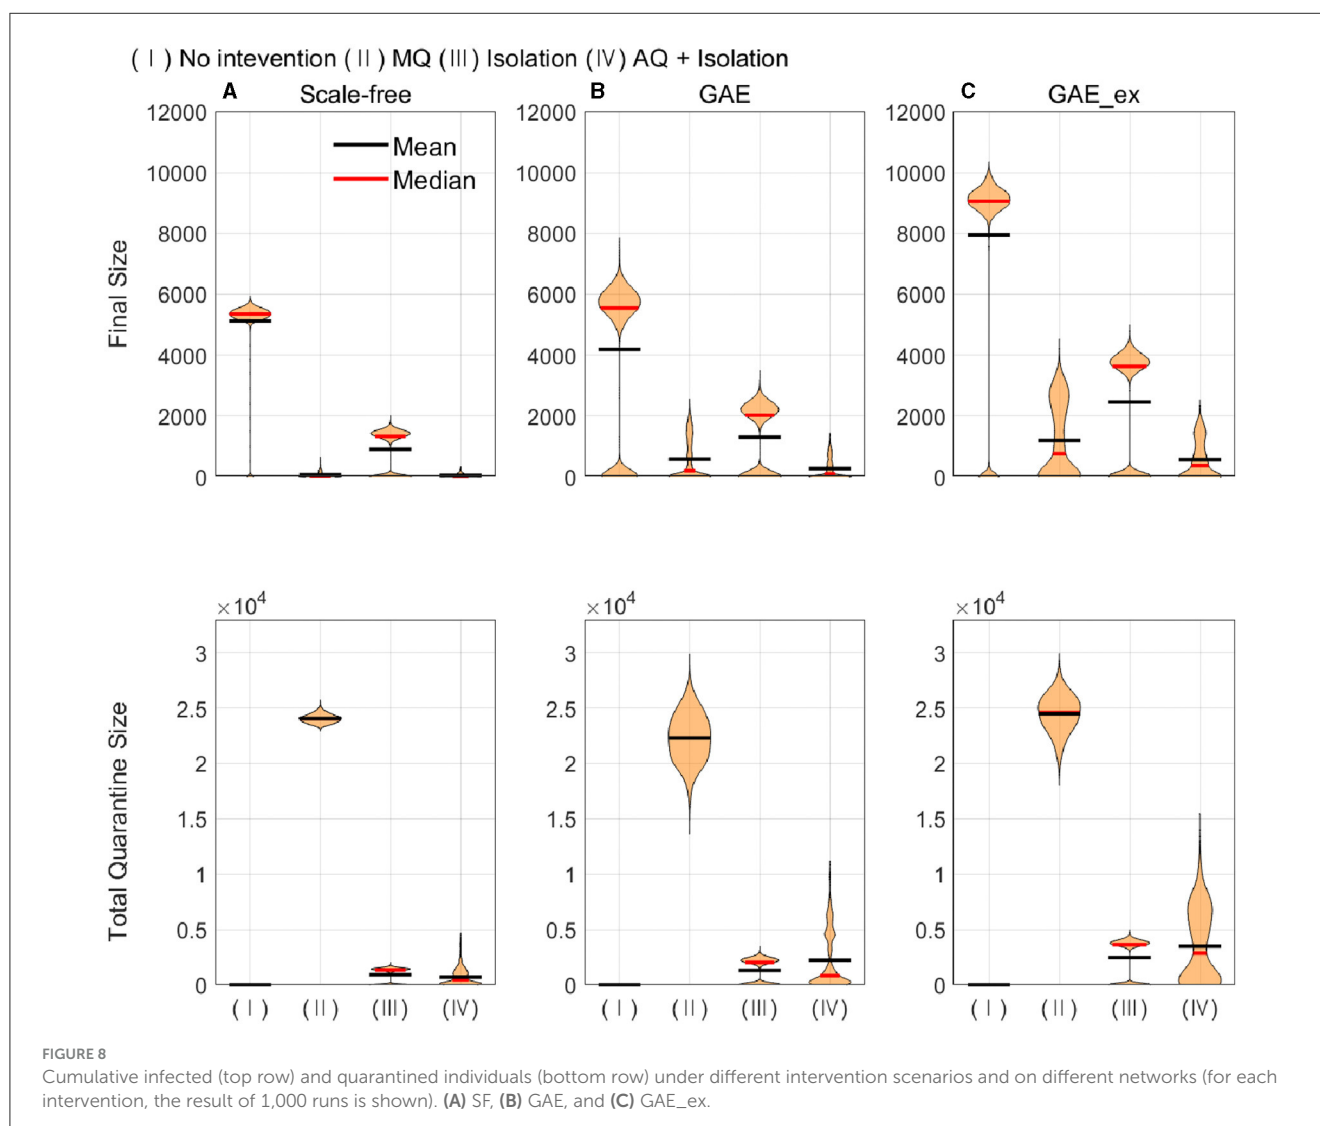 ( I ) No intevention ( II ) MQ (III) Isolation (IV) AQ + Isolation
A Scale-free B GAE C GAE_ex
12000 12000 12000
Mean
10000 10000 10000
Median
8000 8000 8000
6000 6000 6000
4000 4000 4000
2000 2000 2000
0 0 0
Final Size
×10^4 ×10^4 ×10^4
3 3 3
2.5 2.5 2.5
2 2 2
1.5 1.5 1.5
1 1 1
0.5 0.5 0.5
0 0 0
Total Quarantine Size
( I ) (II) (III) (IV) ( I ) (II) (III) (IV) ( I ) (II) (III) (IV)
FIGURE 8
Cumulative infected (top row) and quarantined individuals (bottom row) under different intervention scenarios and on different networks (for each
intervention, the result of 1,000 runs is shown). (A) SF, (B) GAE, and (C) GAE_ex.